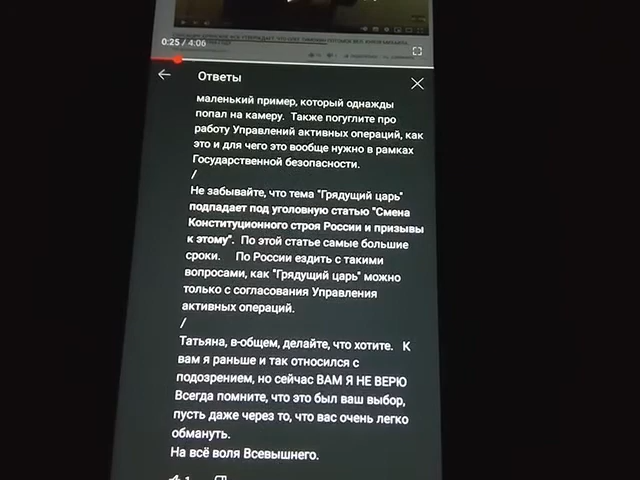 0:25 / 4:06
Ответы
маленький пример, который однажды
попал на камеру. Также погуглите про
работу Управлений активных операций, как
это и для чего это вообще нужно в рамках
Государственной безопасности.
/
Не забывайте, что тема "Грядущий царь"
подпадает под уголовную статью "Смена
Конституционного строя России и призывы
к этому". По этой статье самые большие
сроки. По России ездить с такими
вопросами, как "Грядущий царь" можно
только с согласования Управления
активных операций.
/
Татьяна, в-общем, делайте, что хотите. К
вам я раньше и так относился с
подозрением, но сейчас ВАМ Я НЕ ВЕРЮ
Всегда помните, что это был ваш выбор,
пусть даже через то, что вас очень легко
обмануть.
На всё воля Всевышнего.
1